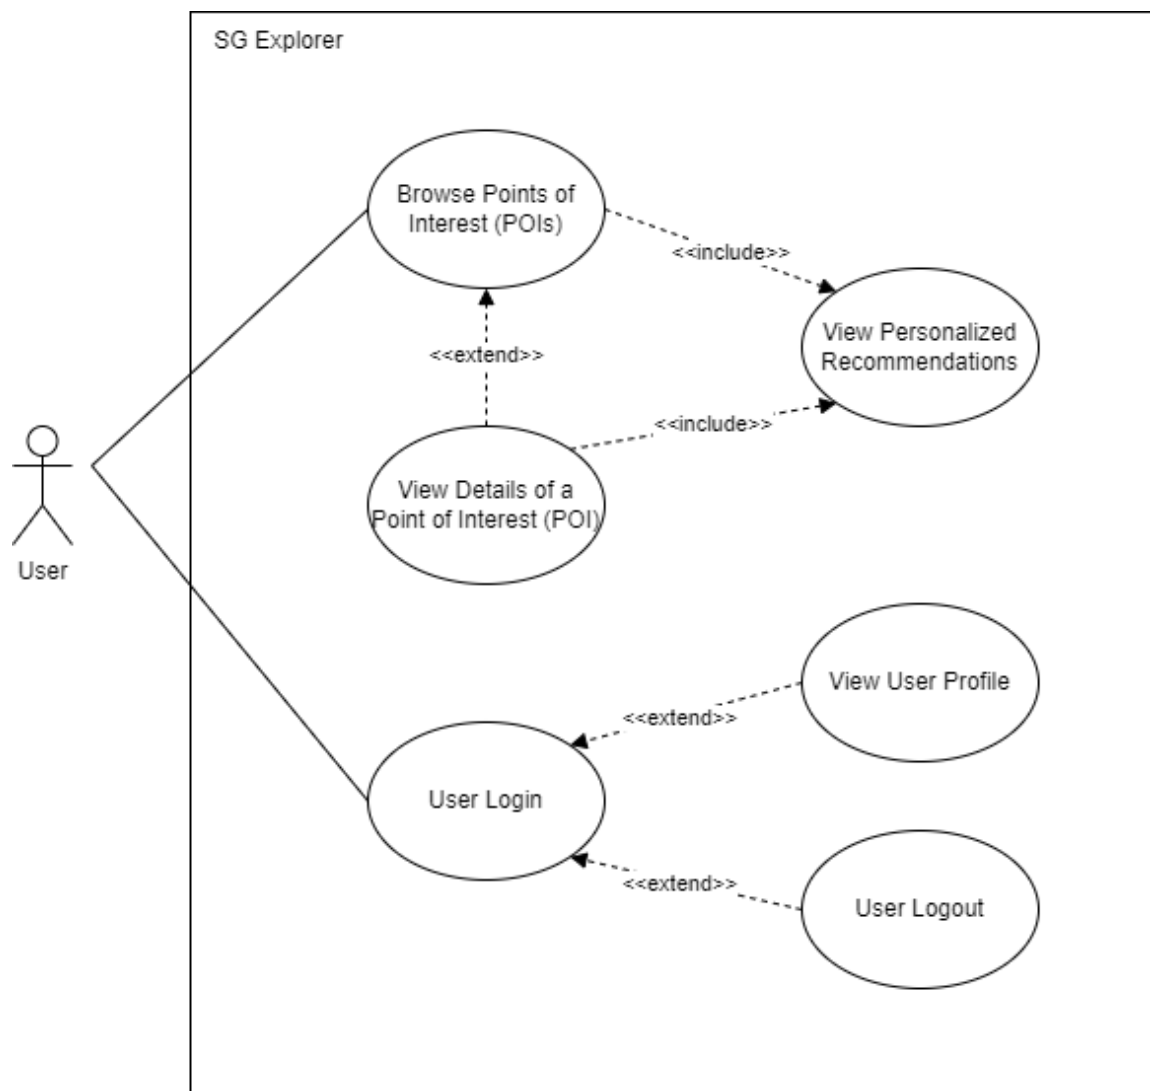 SG Explorer
Browse Points of
Interest (POIs)
<<include>>
View Personalized
Recommendations
<<extend>>
<<include>>
View Details of a
Point of Interest (POI)
User
View User Profile
<<extend>>
User Login
<<extend>>
User Logout